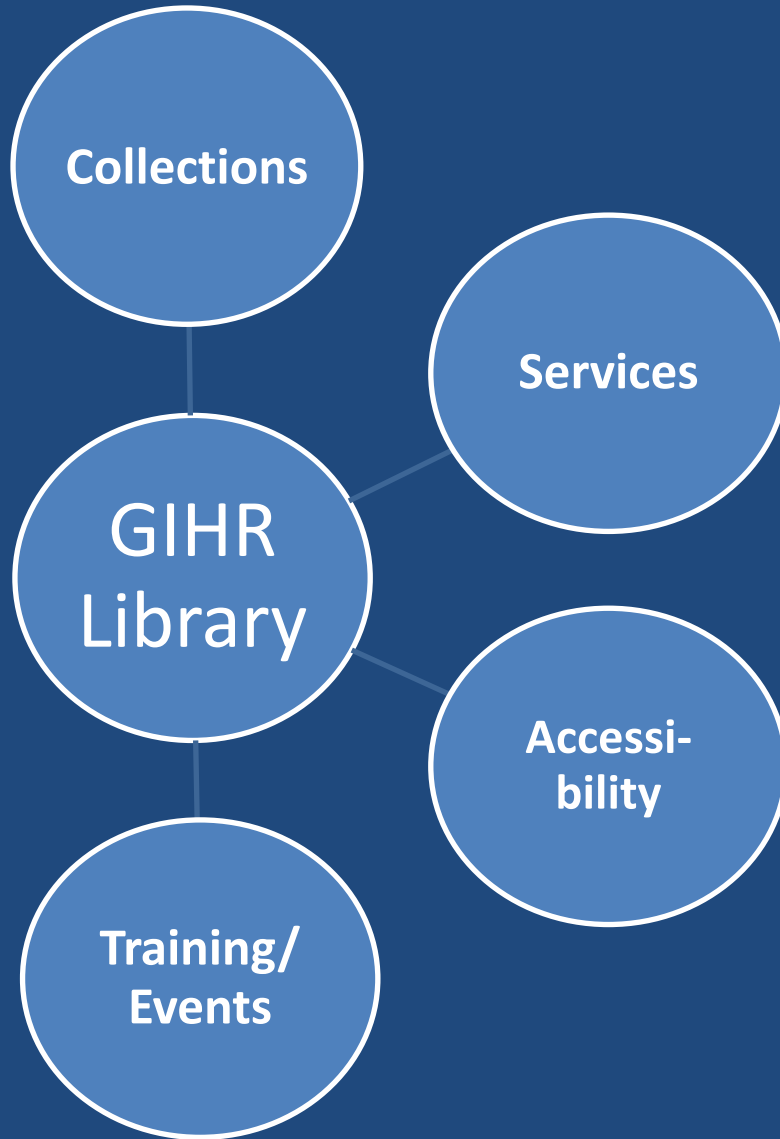 Collections
Services
GIHR
Library
Accessi-
bility
Training/
Events